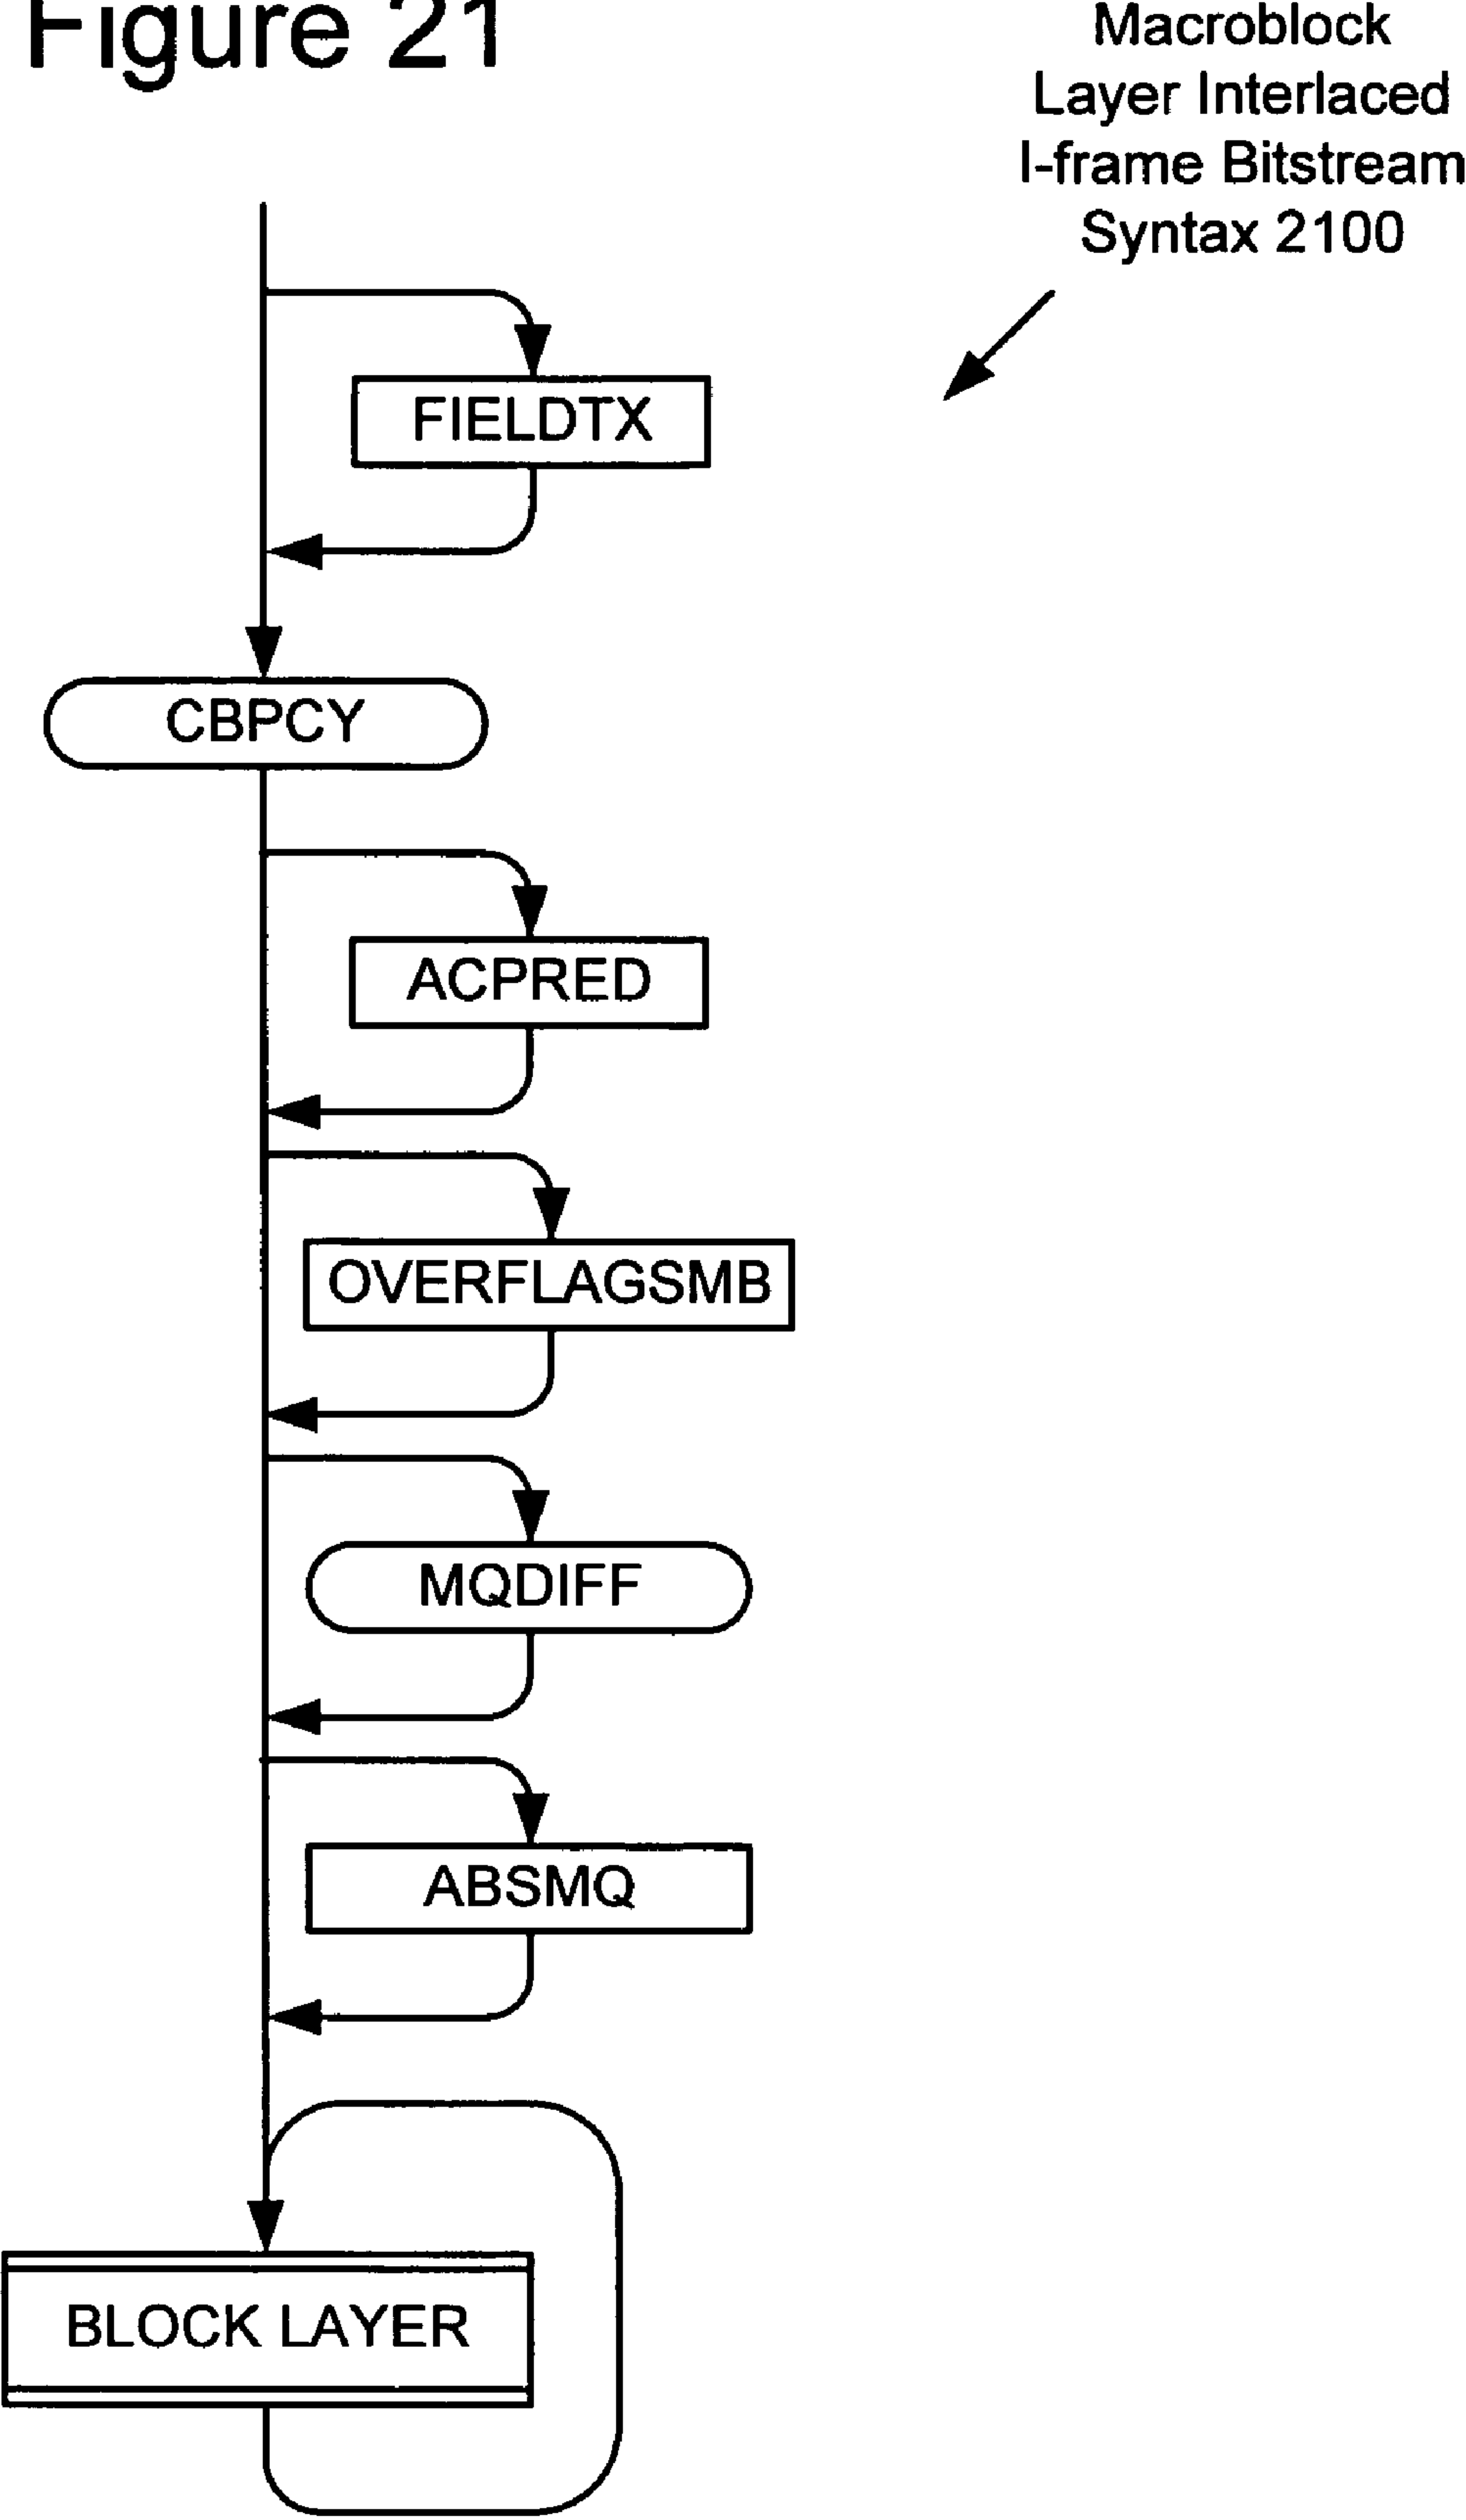 Figure 21
Macroblock
Layer Interlaced
I-frame Bitstream
Syntax 2100
FIELDTX
CBPCY
ACPRED
OVERFLAGSMB
MQDIFF
ABSMQ
BLOCK LAYER